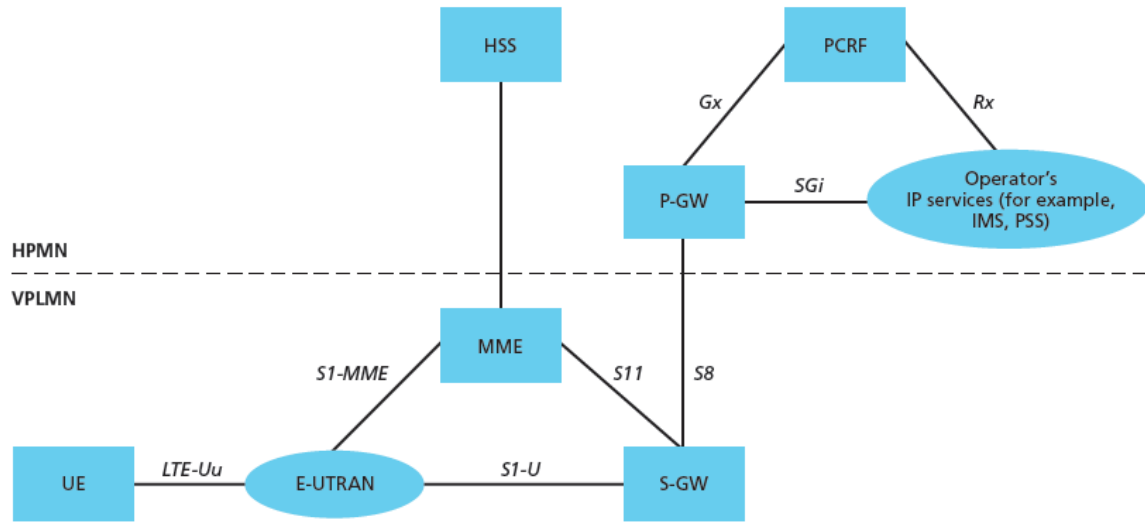 HSS
PCRF
Gx
Rx
P-GW
SGi
Operator's
IP services (for example,
IMS, PSS)
HPMN
VPLMN
MME
S1-MME
S11
S8
UE
LTE-Uu
E-UTRAN
S1-U
S-GW